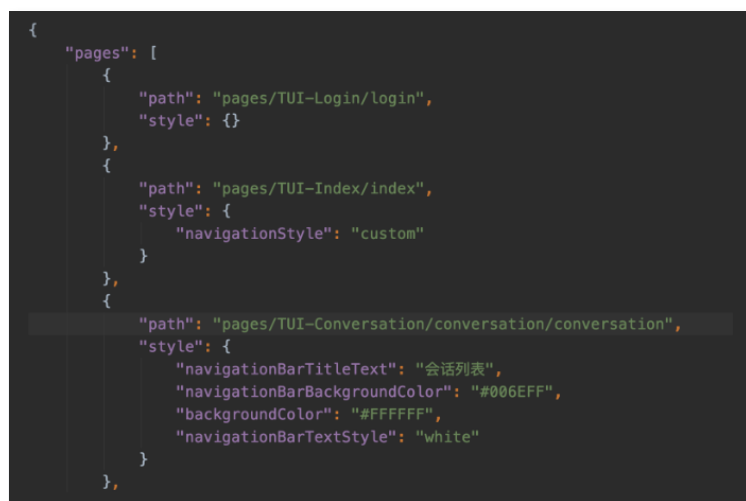 {
"pages": [
{
"path": "pages/TUI-Login/login",
"style": {}
},
{
"path": "pages/TUI-Index/index",
"style": {
"navigationStyle": "custom"
}
},
{
"path": "pages/TUI-Conversation/conversation/conversation",
"style": {
"navigationBarTitleText": "会话列表",
"navigationBarBackgroundColor": "#006EFF",
"backgroundColor": "#FFFFFF",
"navigationBarTextStyle": "white"
}
},